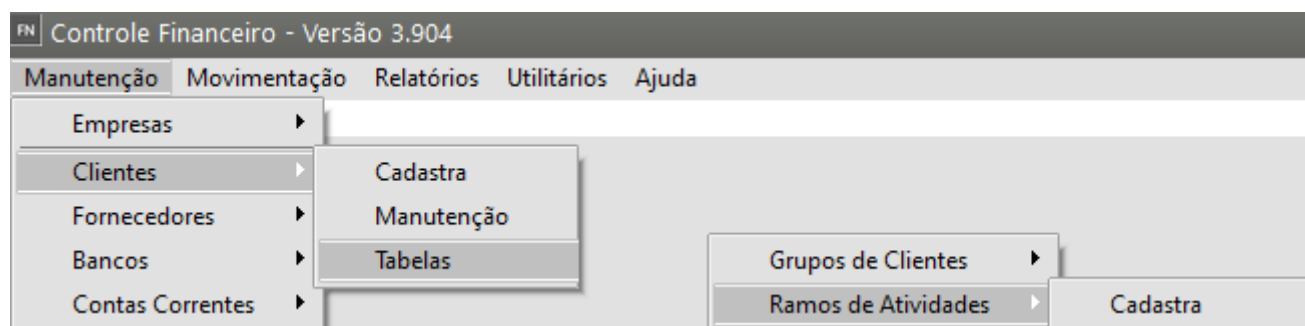 FN Controle Financeiro - Versão 3.904
Manutenção Movimentação Relatórios Utilitários Ajuda
Empresas
Clientes Cadastra
Fornecedores Manutenção
Bancos Tabelas Grupos de Clientes
Contas Correntes Ramos de Atividades Cadastra